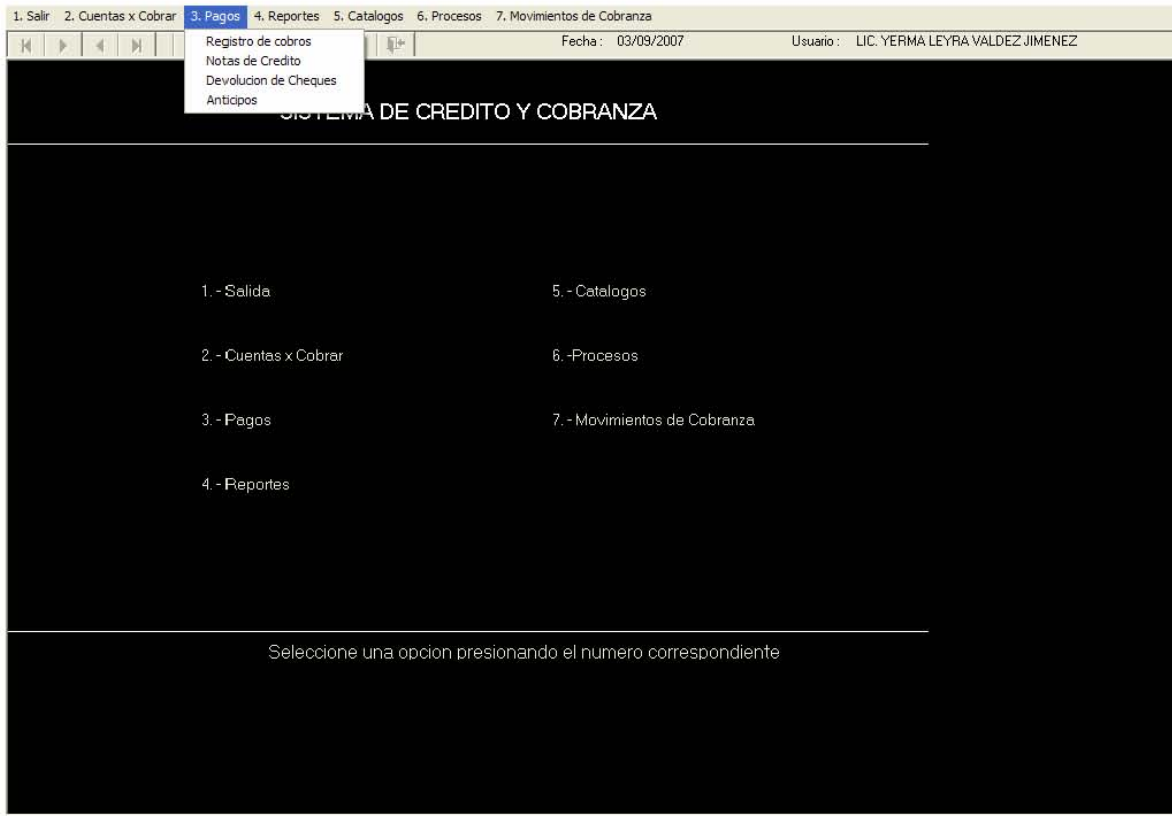 1. Salir 2. Cuentas x Cobrar 3. Pagos 4. Reportes 5. Catalogos 6. Procesos 7. Movimientos de Cobranza
Fecha : 03/09/2007 Usuario : LIC. YERMA LEYRA VALDEZ JIMENEZ
Registro de cobros
Notas de Credito
Devolucion de Cheques
Anticipos
SISTEMA DE CREDITO Y COBRANZA
1. - Salida 5. - Catalogos
2. - Cuentas x Cobrar 6. -Procesos
3. - Pagos 7. - Movimientos de Cobranza
4. - Reportes
Seleccione una opcion presionando el numero correspondiente